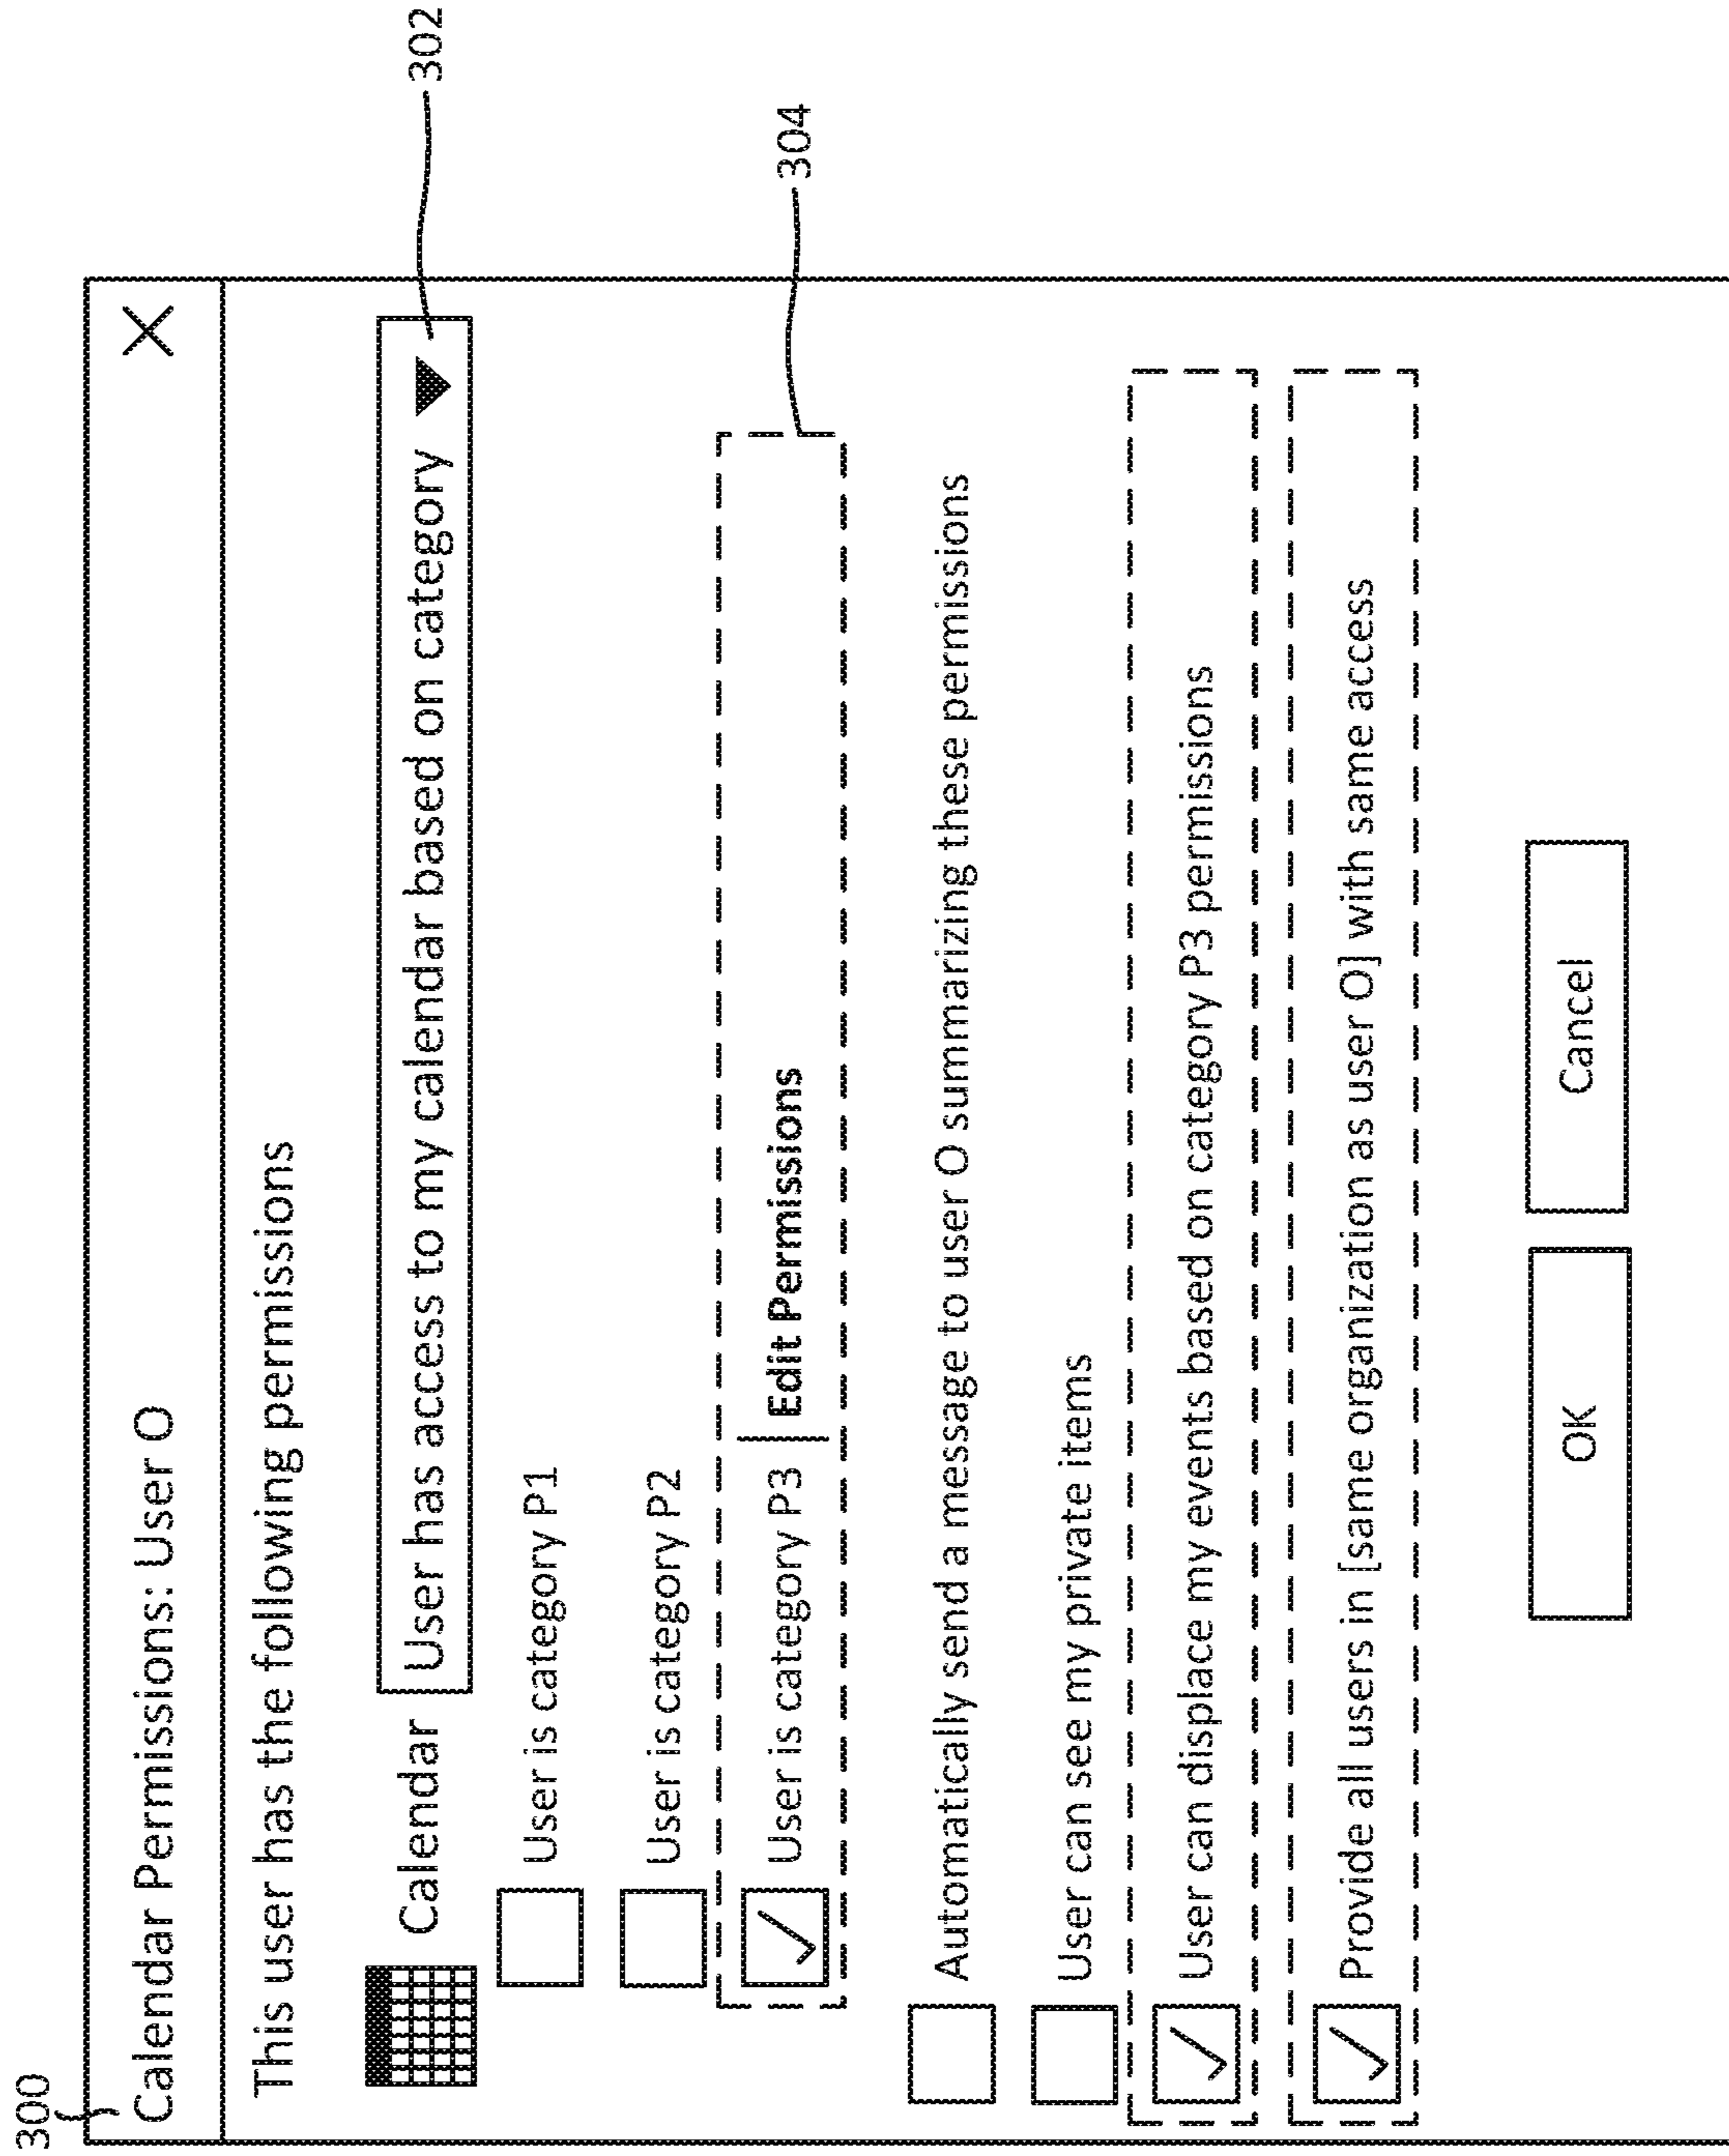 300
Calendar Permissions: User O
This user has the following permissions
Calendar User has access to my calendar based on category
302
User is category P1
User is category P2
User is category P3 | Edit Permissions
304
Automatically send a message to user O summarizing these permissions
User can see my private items
User can displace my events based on category P3 permissions
Provide all users in [same organization as user O] with same access
OK Cancel